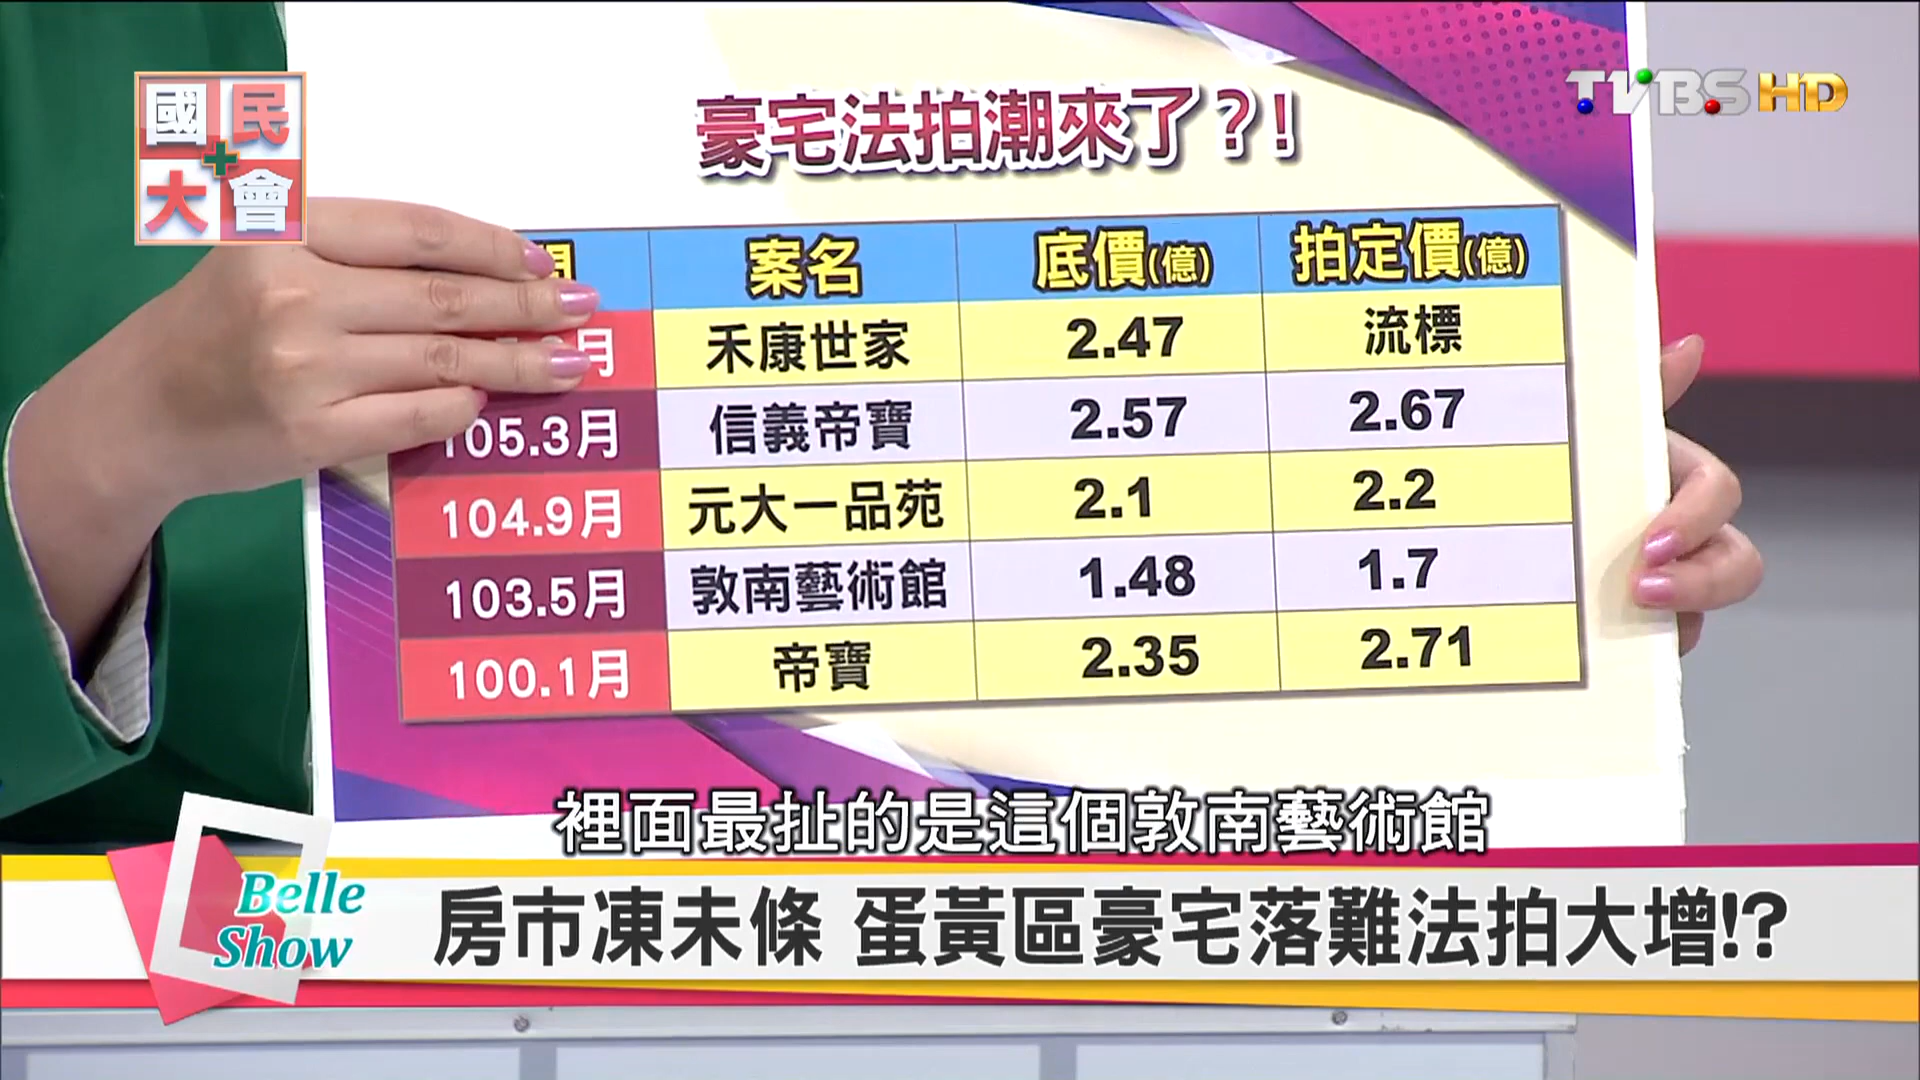 國民
大會
TVBS HD
豪宅法拍潮來了？！
間 案名 底價(億) 拍定價(億)
月 禾康世家 2.47 流標
105.3月 信義帝寶 2.57 2.67
104.9月 元大一品苑 2.1 2.2
103.5月 敦南藝術館 1.48 1.7
100.1月 帝寶 2.35 2.71
裡面最扯的是這個敦南藝術館
Belle
Show
房市凍未條 蛋黃區豪宅落難法拍大增!?